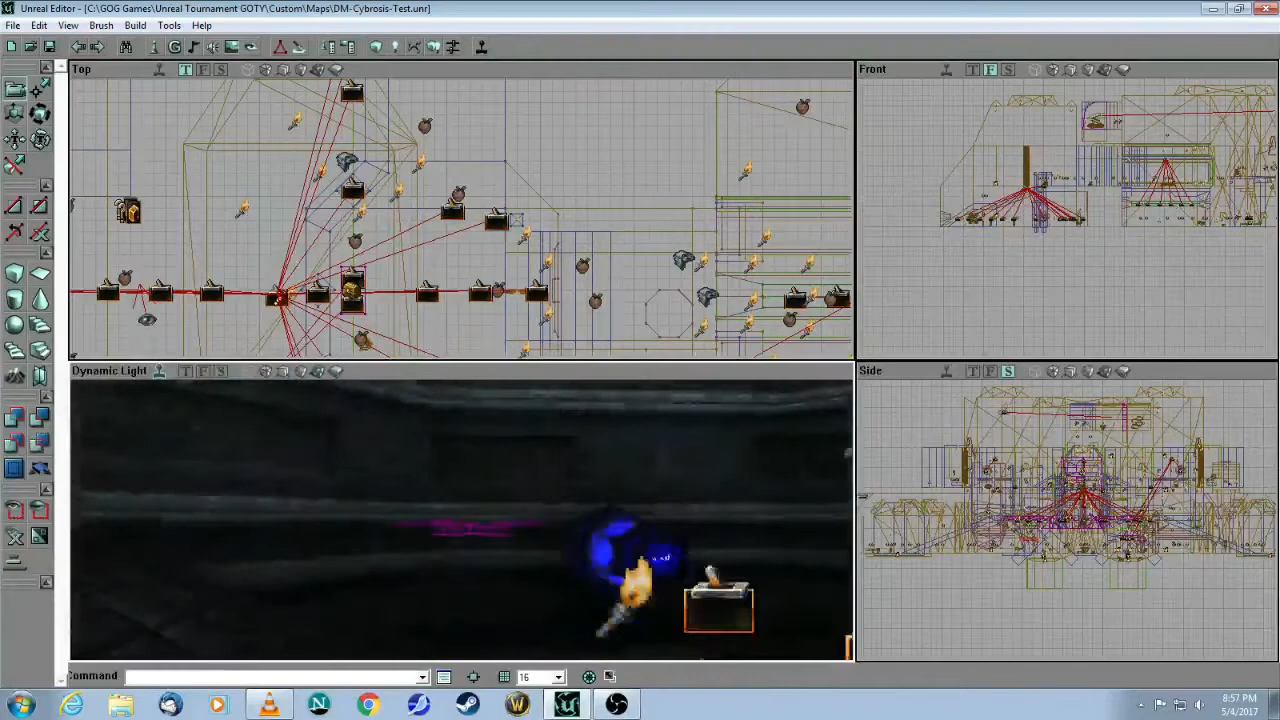 Unreal Editor - [C:\GOG Games\Unreal Tournament GOTY\Custom\Maps\DM-Cybrosis-Test.unr]
File Edit View Brush Build Tools Help
Top T F S
Front T F S
Dynamic Light T F S
Side T F S
Command 16
8:57 PM
5/4/2017